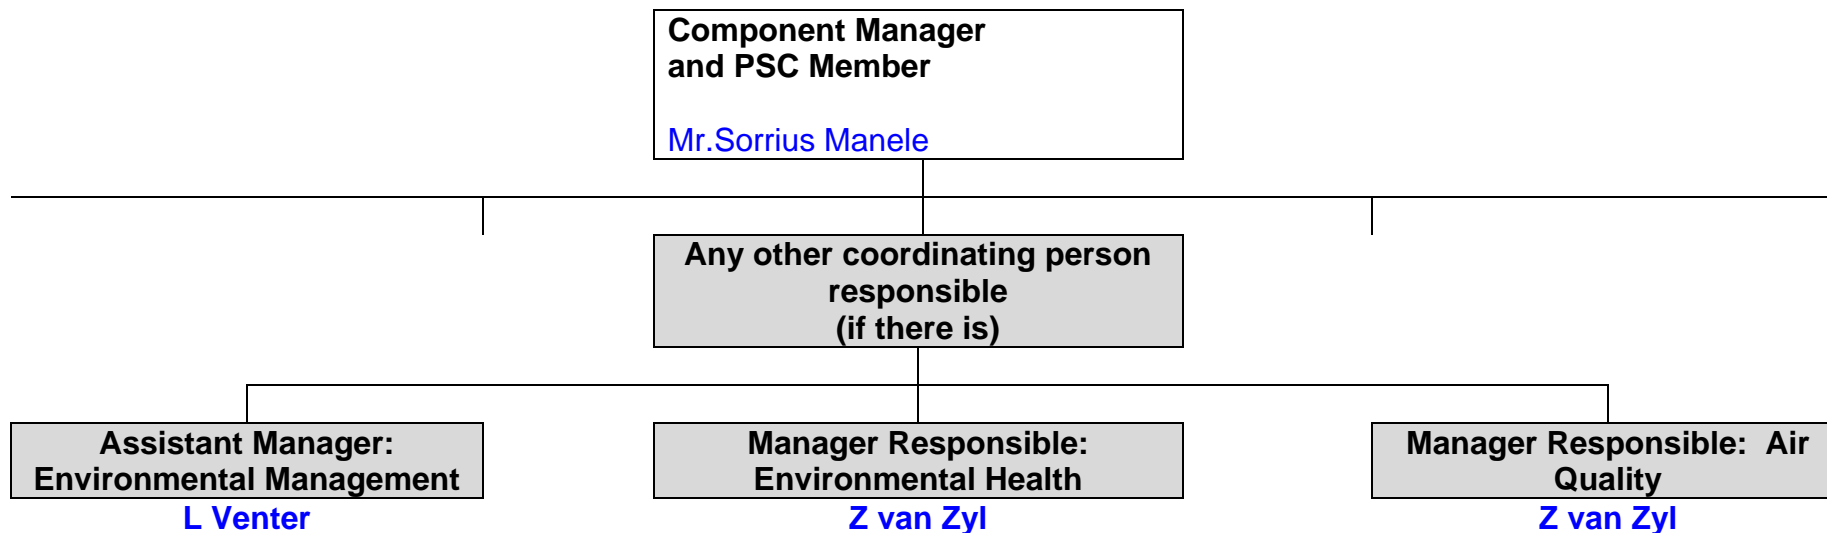 Component Manager
and PSC Member
Mr.Sorrius Manele
Any other coordinating person
responsible
(if there is)
Assistant Manager:
Environmental Management
L Venter
Manager Responsible:
Environmental Health
Z van Zyl
Manager Responsible:  Air
Quality
Z van Zyl